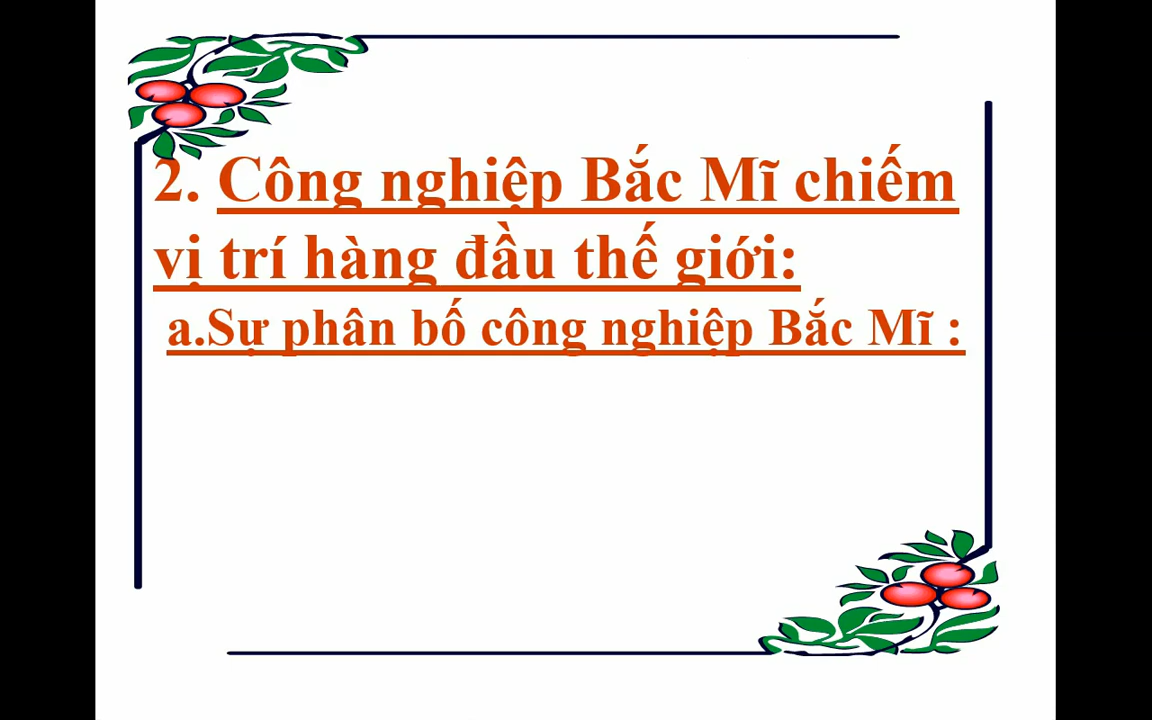 2. Công nghiệp Bắc Mĩ chiếm
vị trí hàng đầu thế giới:
a.Sự phân bố công nghiệp Bắc Mĩ :